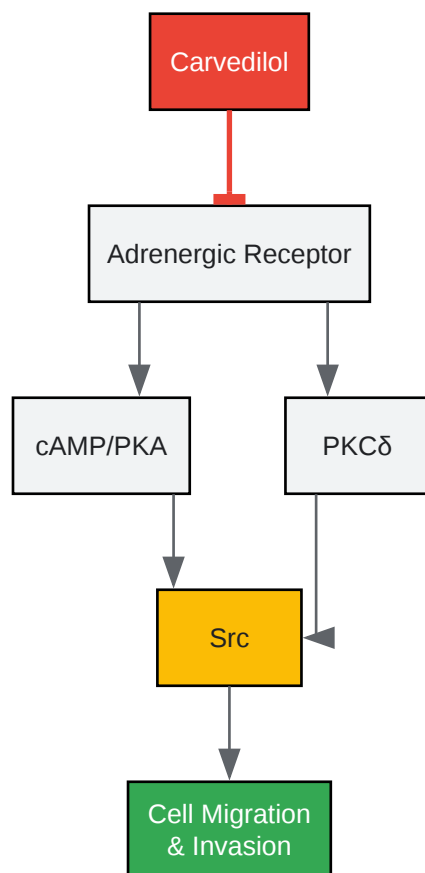 Carvedilol
Adrenergic Receptor
cAMP/PKA
PKCδ
Src
Cell Migration
& Invasion